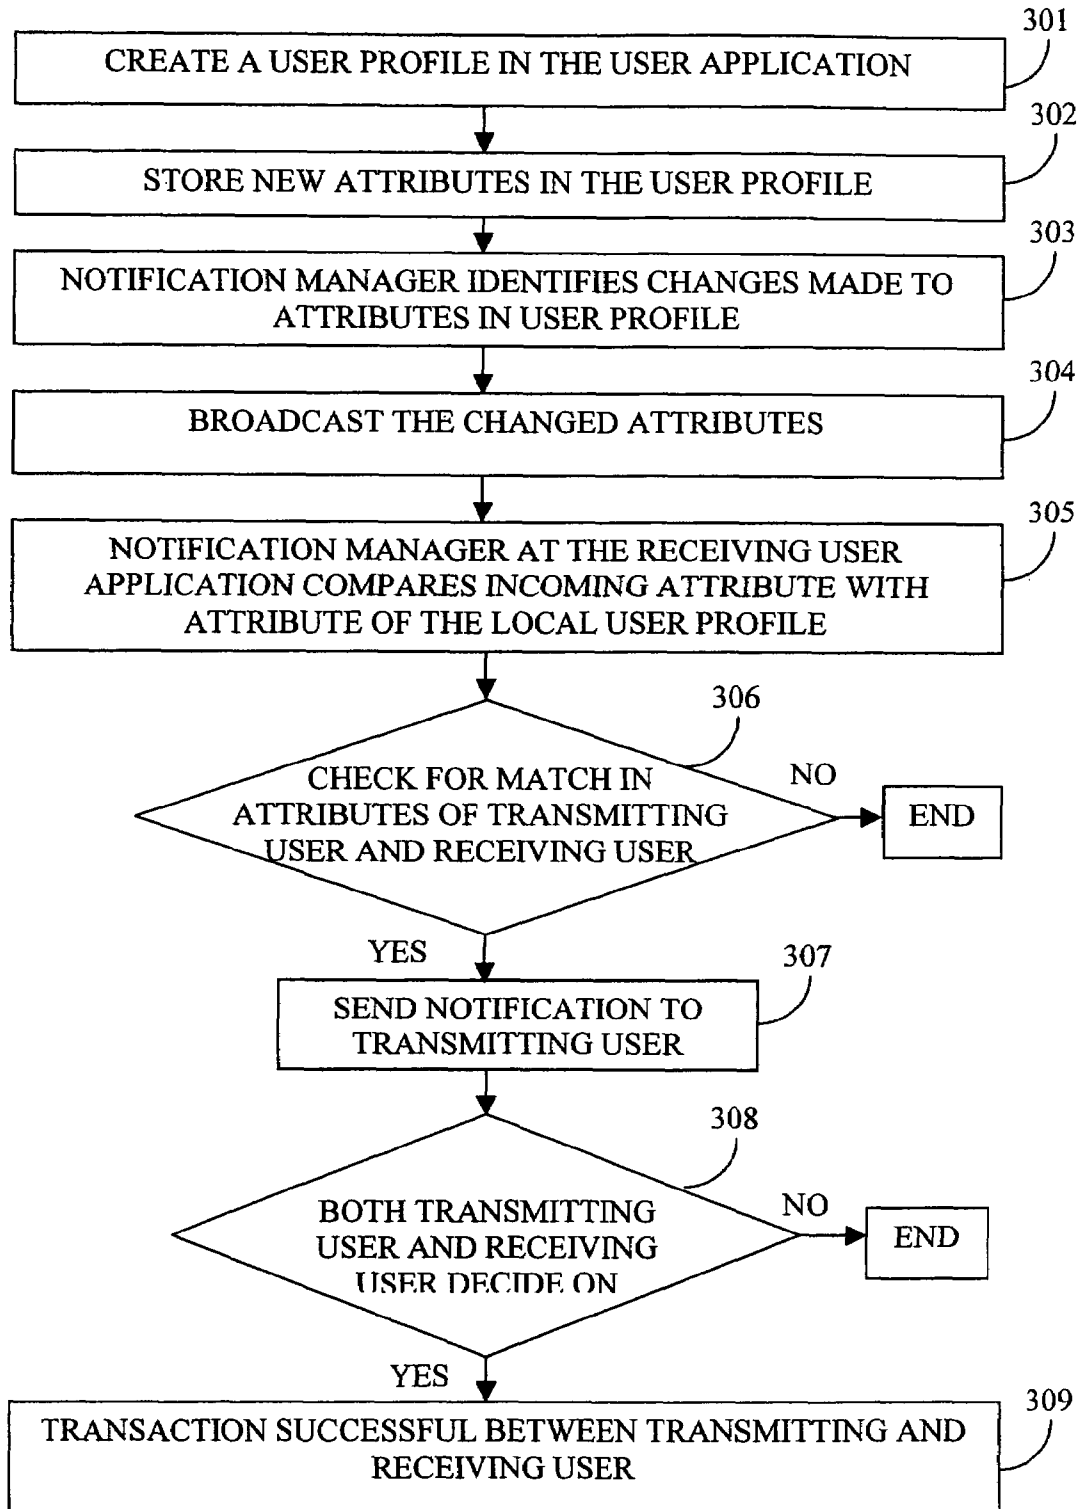 301
CREATE A USER PROFILE IN THE USER APPLICATION
302
STORE NEW ATTRIBUTES IN THE USER PROFILE
303
NOTIFICATION MANAGER IDENTIFIES CHANGES MADE TO
ATTRIBUTES IN USER PROFILE
304
BROADCAST THE CHANGED ATTRIBUTES
305
NOTIFICATION MANAGER AT THE RECEIVING USER
APPLICATION COMPARES INCOMING ATTRIBUTE WITH
ATTRIBUTE OF THE LOCAL USER PROFILE
306
CHECK FOR MATCH IN
ATTRIBUTES OF TRANSMITTING
USER AND RECEIVING USER
NO
END
YES
307
SEND NOTIFICATION TO
TRANSMITTING USER
308
BOTH TRANSMITTING
USER AND RECEIVING
USER DECIDE ON
NO
END
YES
309
TRANSACTION SUCCESSFUL BETWEEN TRANSMITTING AND
RECEIVING USER